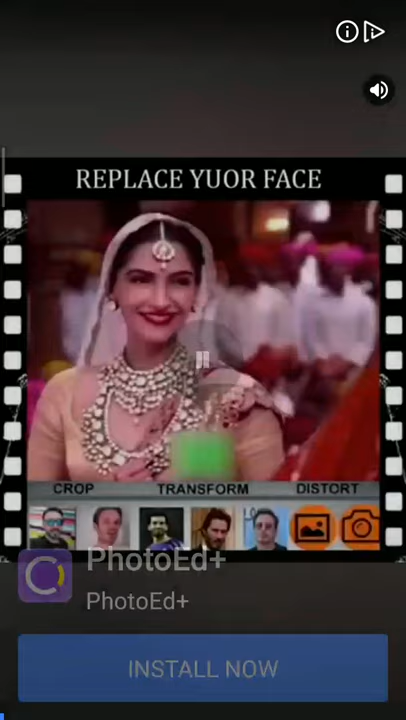 REPLACE YUOR FACE
CROP TRANSFORM DISTORT
PhotoEd+
PhotoEd+
INSTALL NOW